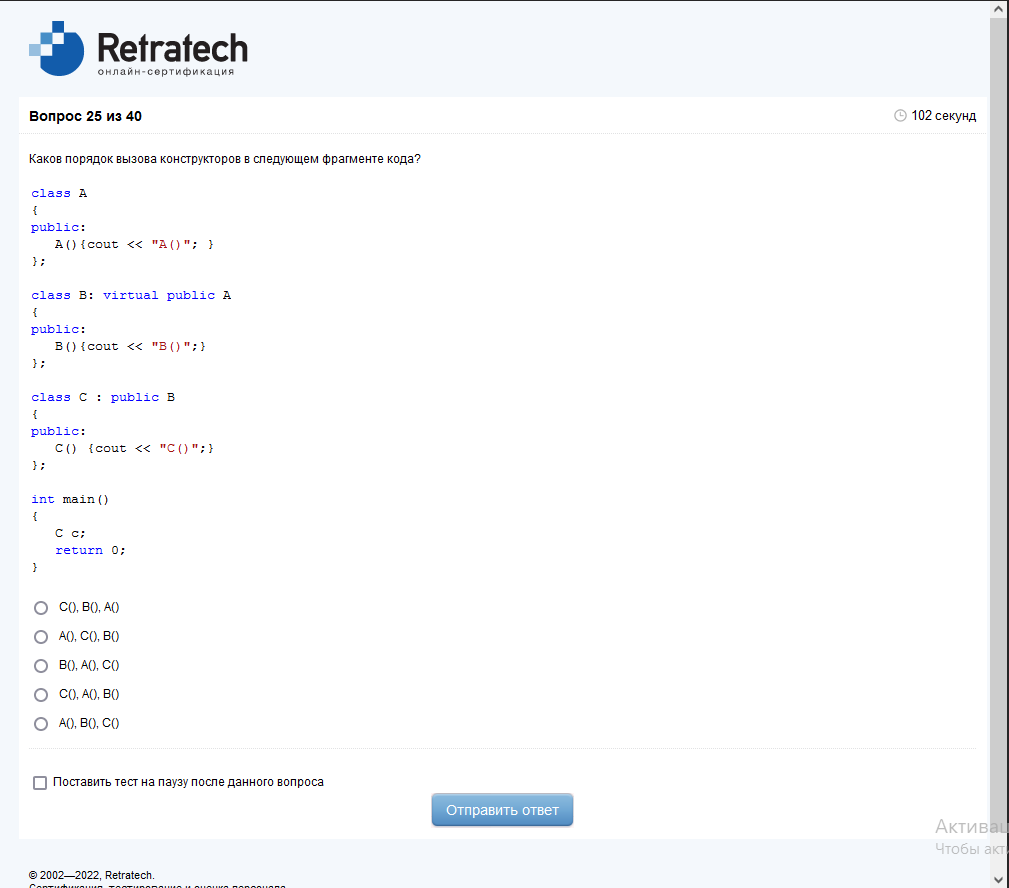 Retratech
онлайн-сертификация
Вопрос 25 из 40
102 секунд
Каков порядок вызова конструкторов в следующем фрагменте кода?
class A
{
public:
   A(){cout << "A()"; }
};
class B: virtual public A
{
public:
   B(){cout << "B()";}
};
class C : public B
{
public:
   C() {cout << "C()";}
};
int main()
{
   C c;
   return 0;
}
C(), B(), A()
A(), C(), B()
B(), A(), C()
C(), A(), B()
A(), B(), C()
Поставить тест на паузу после данного вопроса
Отправить ответ
Активац
Чтобы акти
© 2002—2022, Retratech.
Сертификация, тестирование и оценка персонала